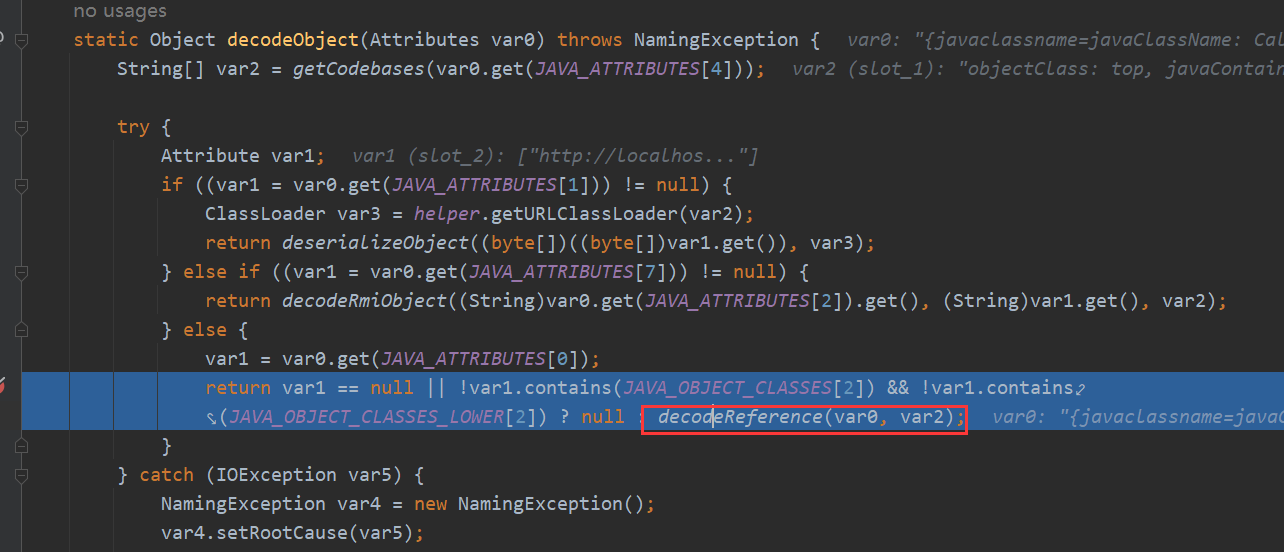 no usages
static Object decodeObject(Attributes var0) throws NamingException {   var0: "{javaclassname=javaClassName: Cal
String[] var2 = getCodebases(var0.get(JAVA_ATTRIBUTES[4]));   var2 (slot_1): "objectClass: top, javaContain
try {
Attribute var1;   var1 (slot_2): ["http://localhos..."]
if ((var1 = var0.get(JAVA_ATTRIBUTES[1])) != null) {
ClassLoader var3 = helper.getURLClassLoader(var2);
return deserializeObject((byte[])((byte[])var1.get()), var3);
} else if ((var1 = var0.get(JAVA_ATTRIBUTES[7])) != null) {
return decodeRmiObject((String)var0.get(JAVA_ATTRIBUTES[2]).get(), (String)var1.get(), var2);
} else {
var1 = var0.get(JAVA_ATTRIBUTES[0]);
return var1 == null || !var1.contains(JAVA_OBJECT_CLASSES[2]) && !var1.contains
(JAVA_OBJECT_CLASSES_LOWER[2]) ? null : decodeReference(var0, var2);   var0: "{javaclassname=javaC
}
} catch (IOException var5) {
NamingException var4 = new NamingException();
var4.setRootCause(var5);